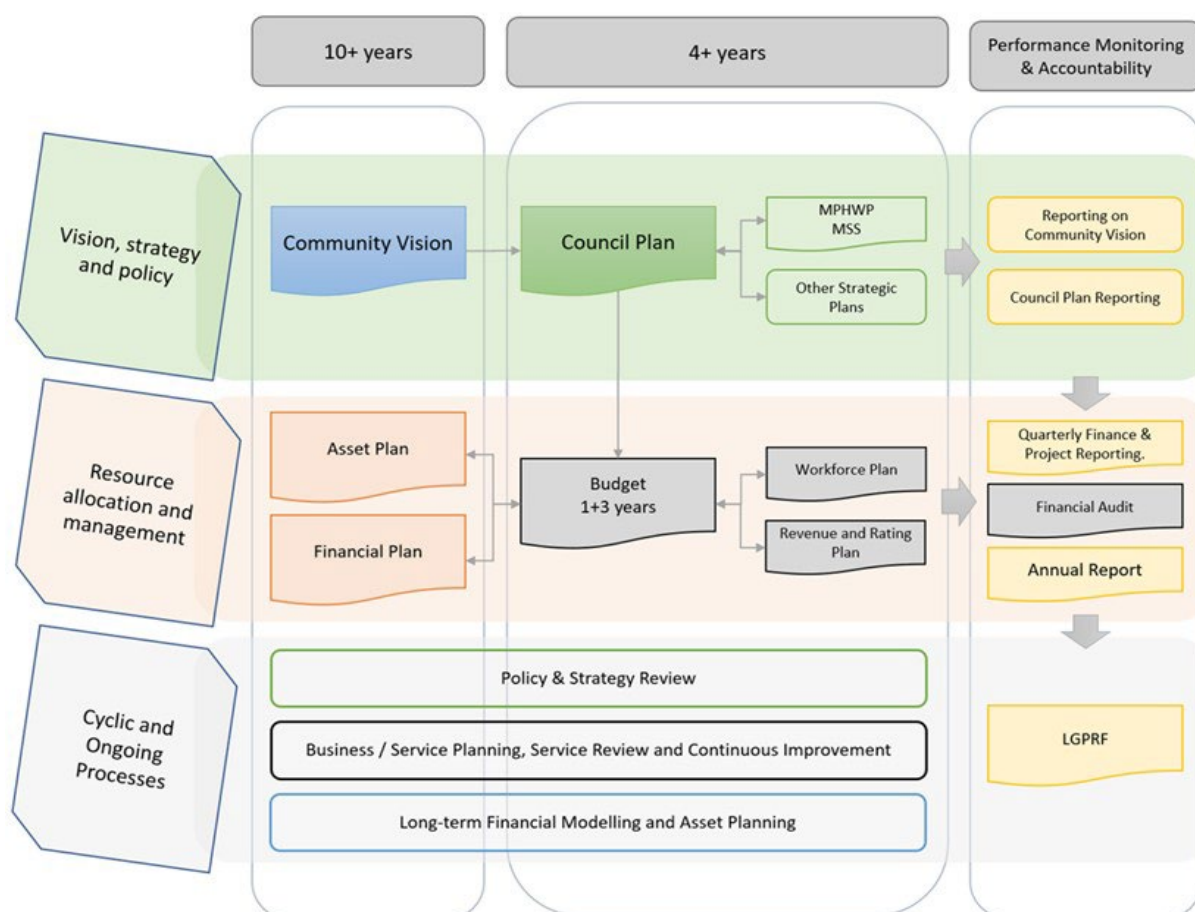 10+ years
4+ years
Performance Monitoring
& Accountability
Vision, strategy
and policy
Community Vision
Council Plan
MPHWP
MSS
Other Strategic
Plans
Reporting on
Community Vision
Council Plan Reporting
Resource
allocation and
management
Asset Plan
Financial Plan
Budget
1+3 years
Workforce Plan
Revenue and Rating
Plan
Quarterly Finance &
Project Reporting.
Financial Audit
Annual Report
Cyclic and
Ongoing
Processes
Policy & Strategy Review
Business / Service Planning, Service Review and Continuous Improvement
Long-term Financial Modelling and Asset Planning
LGPRF